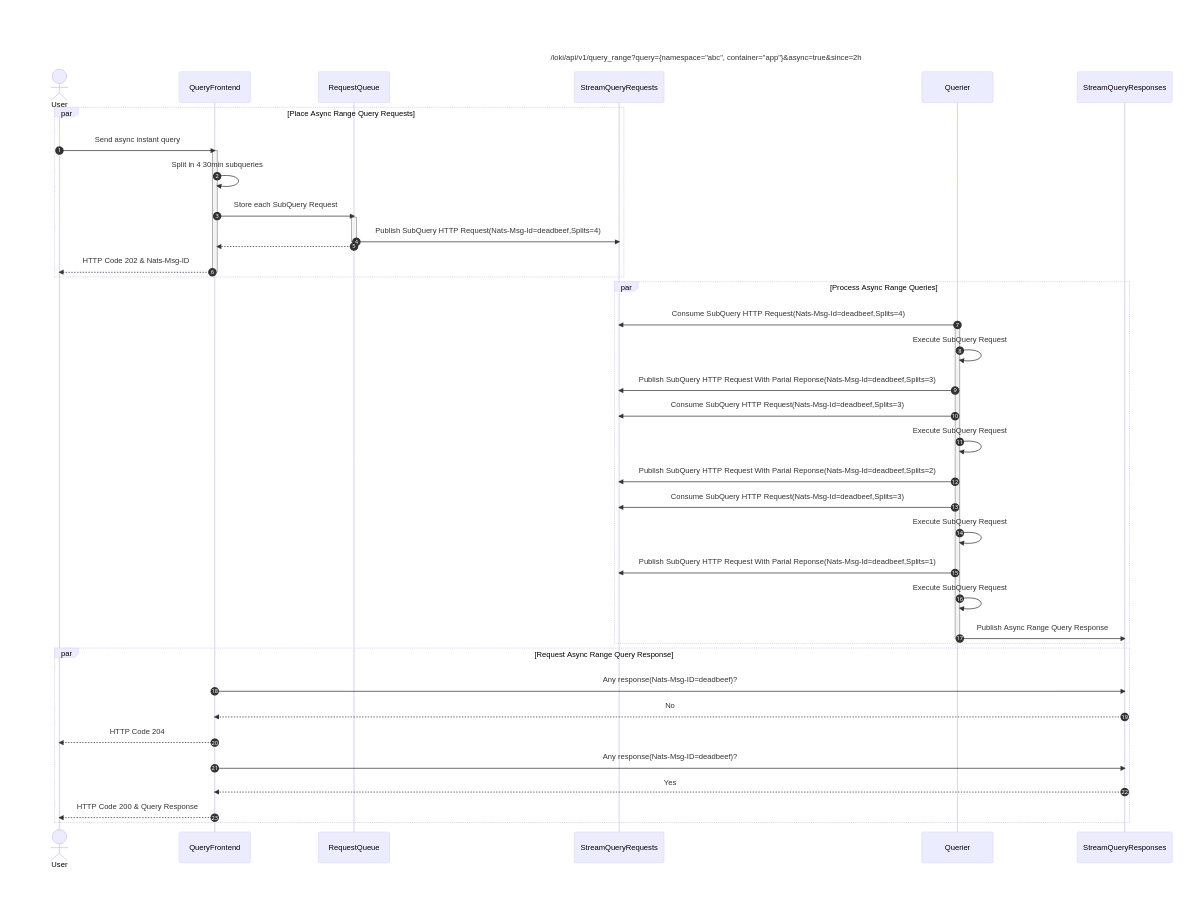 /loki/api/v1/query_range?query={namespace="abc", container="app"}&async=true&since=2h
User
QueryFrontend
RequestQueue
StreamQueryRequests
Querier
StreamQueryResponses
par
[Place Async Range Query Requests]
Send async instant query
1
Split in 4 30min subqueries
2
Store each SubQuery Request
3
Publish SubQuery HTTP Request(Nats-Msg-Id=deadbeef,Splits=4)
4
5
HTTP Code 202 & Nats-Msg-ID
6
par
[Process Async Range Queries]
Consume SubQuery HTTP Request(Nats-Msg-Id=deadbeef,Splits=4)
7
Execute SubQuery Request
8
Publish SubQuery HTTP Request With Parial Reponse(Nats-Msg-Id=deadbeef,Splits=3)
9
Consume SubQuery HTTP Request(Nats-Msg-Id=deadbeef,Splits=3)
10
Execute SubQuery Request
11
Publish SubQuery HTTP Request With Parial Reponse(Nats-Msg-Id=deadbeef,Splits=2)
12
Consume SubQuery HTTP Request(Nats-Msg-Id=deadbeef,Splits=3)
13
Execute SubQuery Request
14
Publish SubQuery HTTP Request With Parial Reponse(Nats-Msg-Id=deadbeef,Splits=1)
15
Execute SubQuery Request
16
Publish Async Range Query Response
17
par
[Request Async Range Query Response]
Any response(Nats-Msg-ID=deadbeef)?
18
No
19
HTTP Code 204
20
Any response(Nats-Msg-ID=deadbeef)?
21
Yes
22
HTTP Code 200 & Query Response
23
User
QueryFrontend
RequestQueue
StreamQueryRequests
Querier
StreamQueryResponses